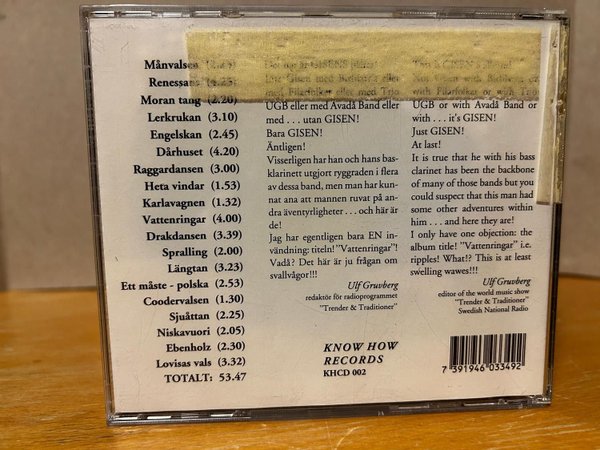 Månvalsen
Renessans (4.25)
Moran tang (2.20)
Lerkrukan (3.10)
Engelskan (2.45)
Dårhuset (4.20)
Raggardansen (3.00)
Heta vindar (1.53)
Karlavagnen (1.32)
Vattenringar (4.00)
Drakdansen (3.39)
Spralling (2.00)
Längtan (3.23)
Ett måste - polska (2.53)
Coodervalsen (1.30)
Sjuåttan (2.25)
Niskavuori (2.05)
Ebenholz (2.30)
Lovisas vals (3.32)
TOTALT: 53.47
UGB eller med Avadå Band eller
med . . . utan GISEN!
Bara GISEN!
Äntligen!
Visserligen har han och hans bas-
klarinett utgjort ryggraden i flera
av dessa band, men man har kun-
nat ana att mannen ruvat på an-
dra äventyrligheter . . . och här är
de!
Jag har egentligen bara EN in-
vändning: titeln! "Vattenringar"!
Vadå? Det här är ju frågan om
svallvågor!!!
Ulf Gruvberg
redaktör för radioprogrammet
"Trender & Traditioner"
UGB or with Avadå Band or
with . . . it's GISEN!
Just GISEN!
At last!
It is true that he with his bass
clarinet has been the backbone
of many of those bands but you
could suspect that this man had
some other adventures within
. . . and here they are!
I only have one objection: the
album title! "Vattenringar" i.e.
ripples! What!? This is at least
swelling wawes!!!
Ulf Gruvberg
editor of the world music show
"Trender & Traditioner"
Swedish National Radio
KNOW HOW
RECORDS
KHCD 002
7 391946 033492